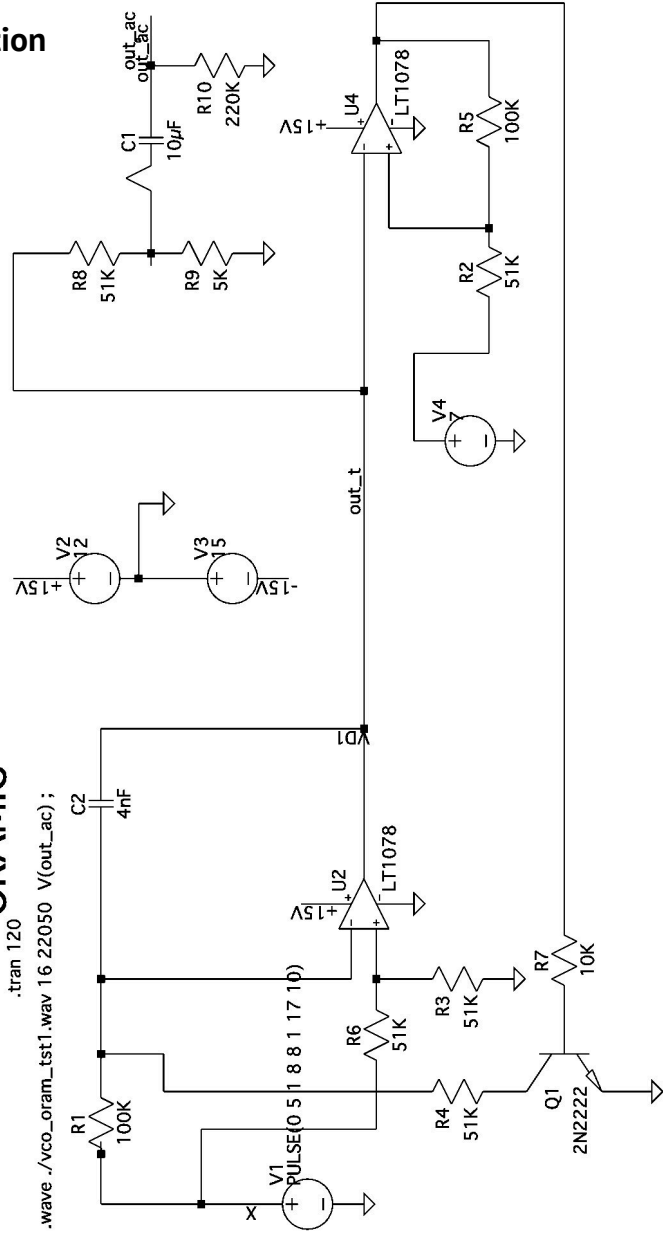 tion
.tran 120
.wave ./vco_oram_tst1.wav 16 22050 V(out_ac);
out_ac
out_ac
R10
220K
C1
10µF
R8
51K
R9
5K
+15V
U4
LT1078
R5
100K
R2
51K
V4
7
V2
12
+15V
V3
15
-15V
out_t
VD1
C2
4nF
+15V
U2
LT1078
R1
100K
R6
51K
R3
51K
X
V1
PULSE(0 5 1 8 8 1 17 10)
R4
51K
R7
10K
Q1
2N2222